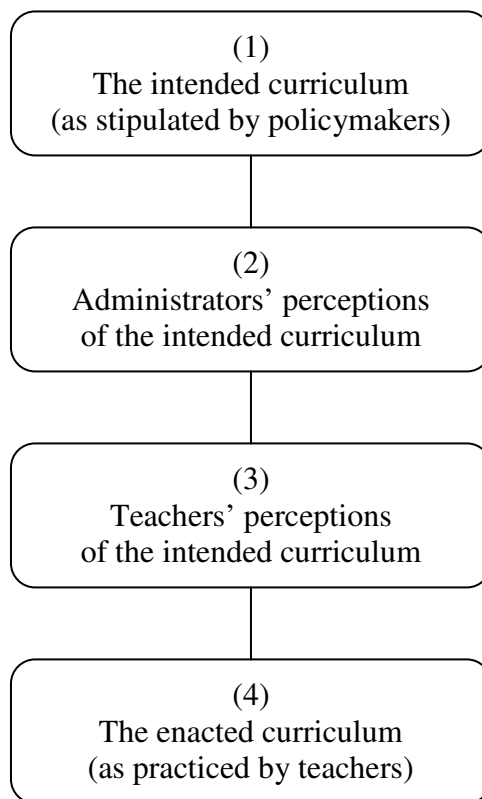 (1)
The intended curriculum
(as stipulated by policymakers)
(2)
Administrators’ perceptions
of the intended curriculum
(3)
Teachers’ perceptions
of the intended curriculum
(4)
The enacted curriculum
(as practiced by teachers)